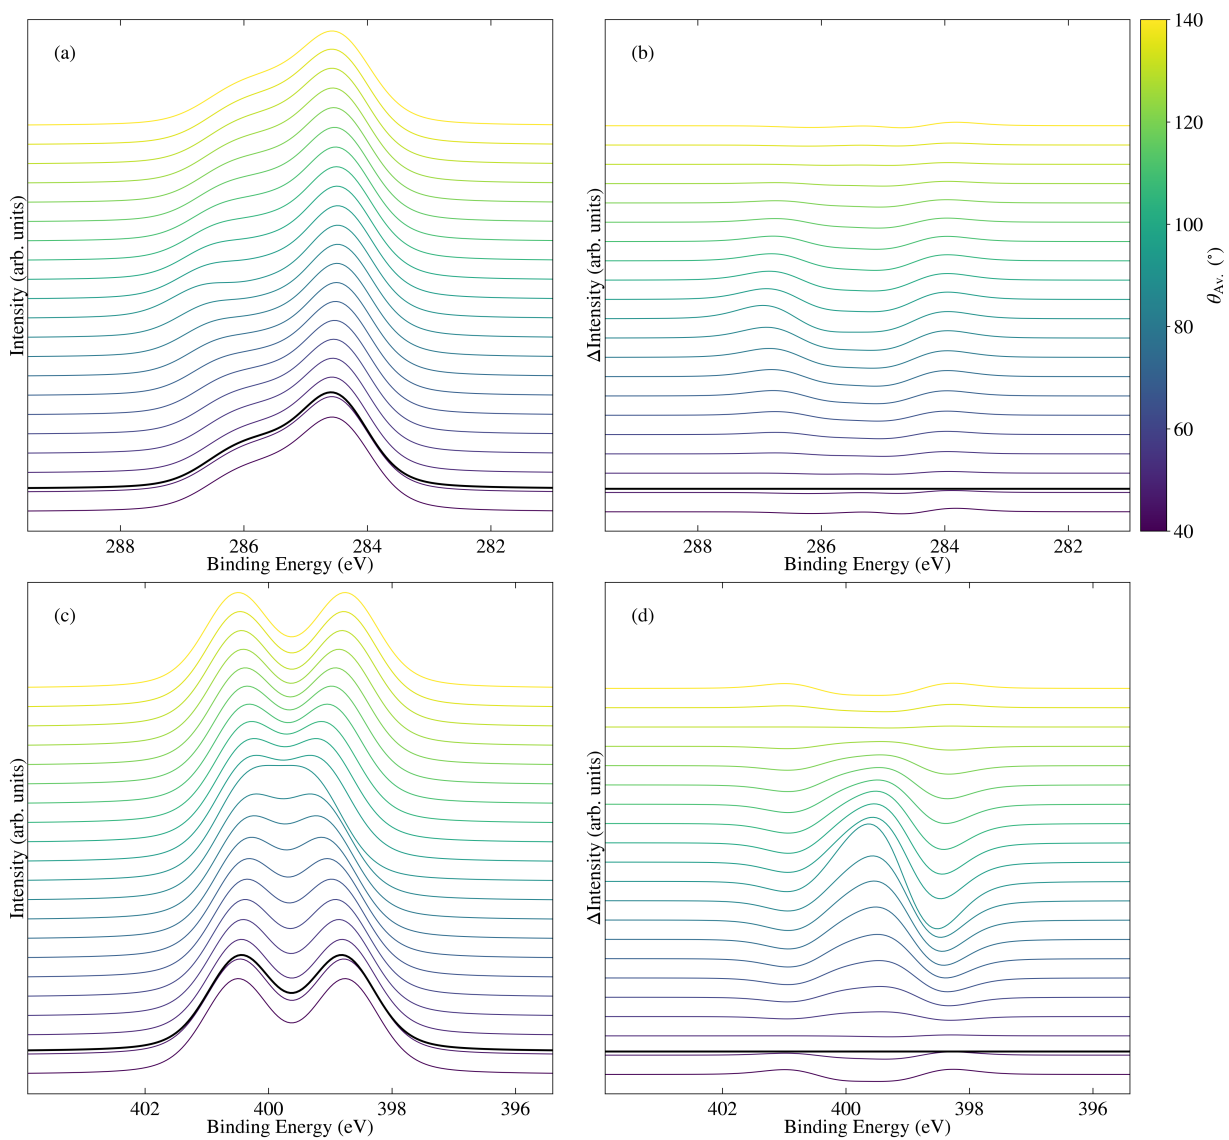 (a)
Intensity (arb. units)
288 286 284 282
Binding Energy (eV)
(b)
ΔIntensity (arb. units)
288 286 284 282
Binding Energy (eV)
140
120
100
80
60
40
θAv. (°)
(c)
Intensity (arb. units)
402 400 398 396
Binding Energy (eV)
(d)
ΔIntensity (arb. units)
402 400 398 396
Binding Energy (eV)